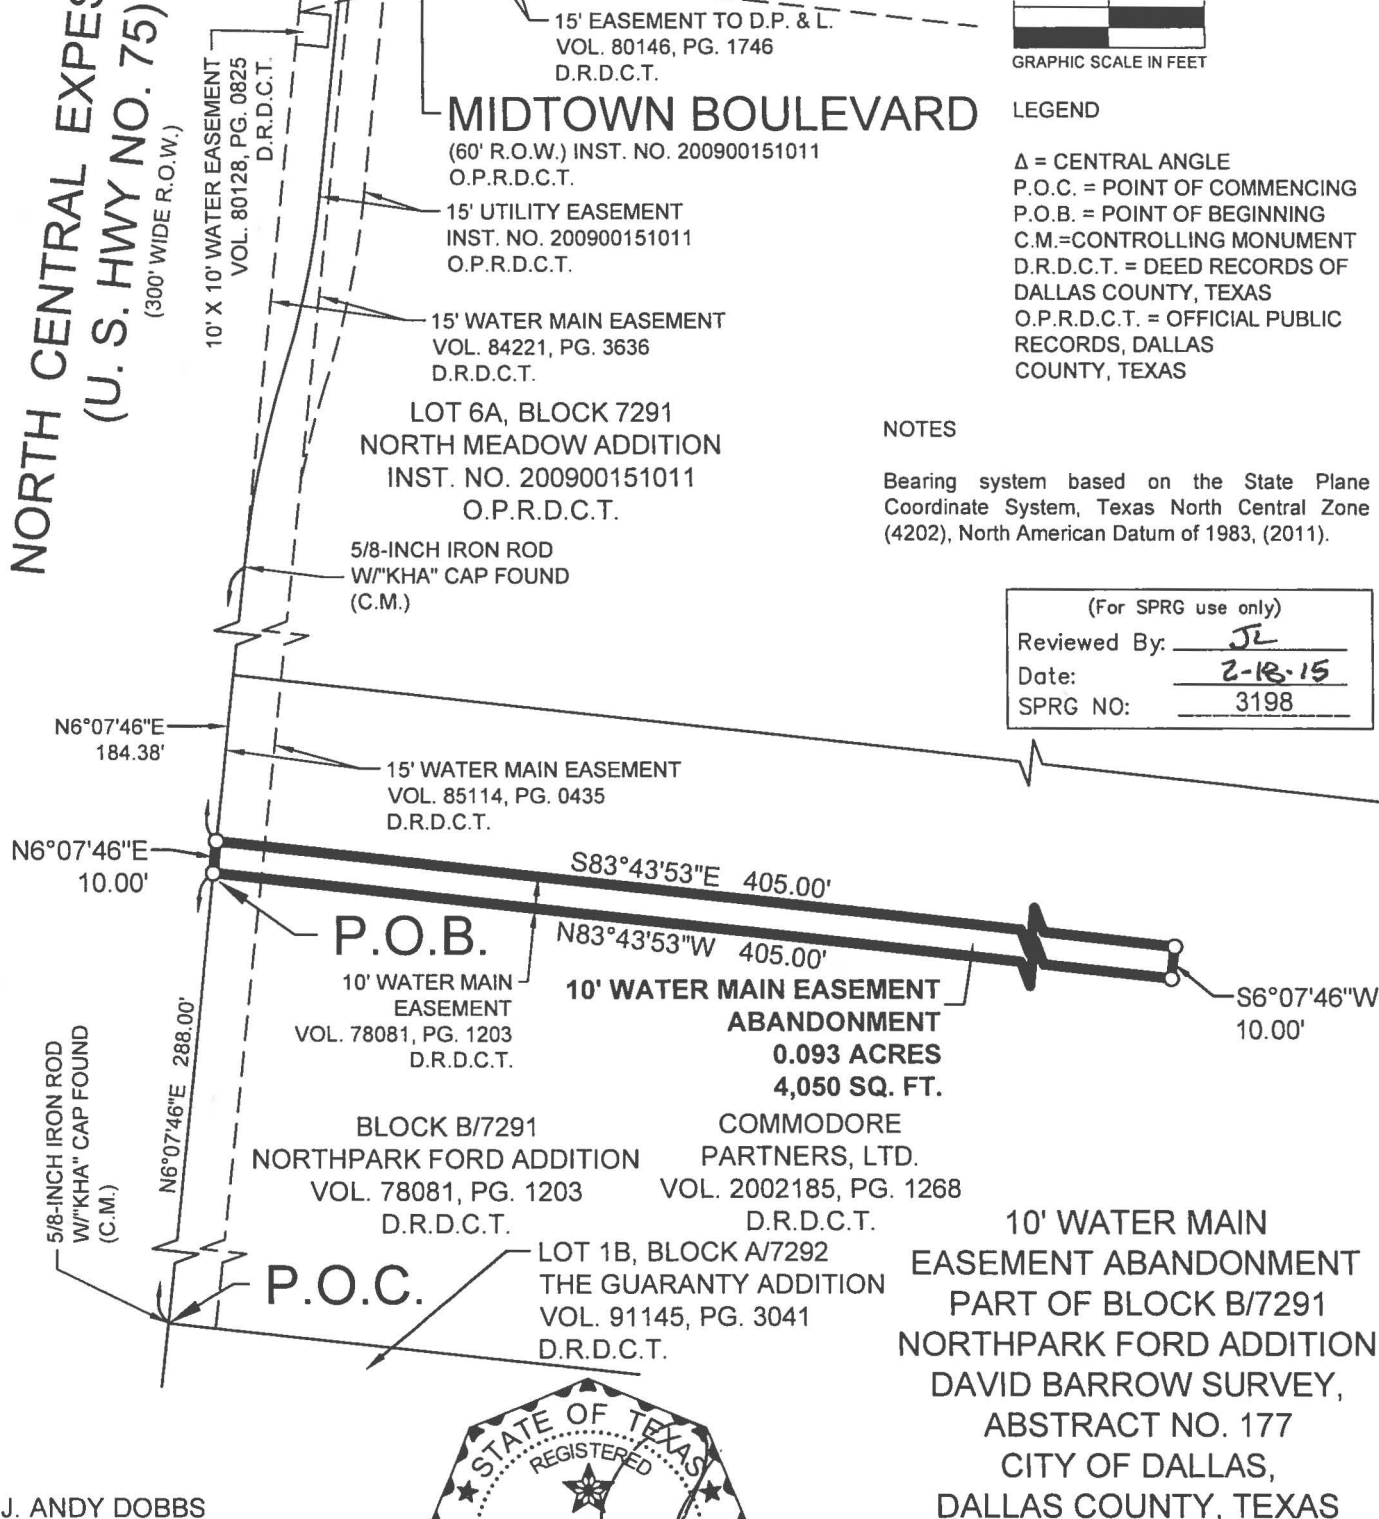 NORTH CENTRAL EXPES
(U. S. HWY NO. 75)
(300' WIDE R.O.W.)
10' X 10' WATER EASEMENT
VOL. 80128, PG. 0825
D.R.D.C.T.
15' EASEMENT TO D.P. & L.
VOL. 80146, PG. 1746
D.R.D.C.T.
MIDTOWN BOULEVARD
(60' R.O.W.) INST. NO. 200900151011
O.P.R.D.C.T.
15' UTILITY EASEMENT
INST. NO. 200900151011
O.P.R.D.C.T.
15' WATER MAIN EASEMENT
VOL. 84221, PG. 3636
D.R.D.C.T.
LOT 6A, BLOCK 7291
NORTH MEADOW ADDITION
INST. NO. 200900151011
O.P.R.D.C.T.
5/8-INCH IRON ROD
W/"KHA" CAP FOUND
(C.M.)
GRAPHIC SCALE IN FEET
LEGEND
Δ = CENTRAL ANGLE
P.O.C. = POINT OF COMMENCING
P.O.B. = POINT OF BEGINNING
C.M.=CONTROLLING MONUMENT
D.R.D.C.T. = DEED RECORDS OF
DALLAS COUNTY, TEXAS
O.P.R.D.C.T. = OFFICIAL PUBLIC
RECORDS, DALLAS
COUNTY, TEXAS
NOTES
Bearing system based on the State Plane
Coordinate System, Texas North Central Zone
(4202), North American Datum of 1983, (2011).
(For SPRG use only)
Reviewed By: JL
Date: 2-18-15
SPRG NO: 3198
N6°07'46"E
184.38'
15' WATER MAIN EASEMENT
VOL. 85114, PG. 0435
D.R.D.C.T.
N6°07'46"E
10.00'
S83°43'53"E 405.00'
N83°43'53"W 405.00'
P.O.B.
10' WATER MAIN
EASEMENT
VOL. 78081, PG. 1203
D.R.D.C.T.
10' WATER MAIN EASEMENT
ABANDONMENT
0.093 ACRES
4,050 SQ. FT.
S6°07'46"W
10.00'
5/8-INCH IRON ROD
W/"KHA" CAP FOUND
(C.M.)
N6°07'46"E 288.00'
BLOCK B/7291
NORTHPARK FORD ADDITION
VOL. 78081, PG. 1203
D.R.D.C.T.
COMMODORE
PARTNERS, LTD.
VOL. 2002185, PG. 1268
D.R.D.C.T.
P.O.C.
LOT 1B, BLOCK A/7292
THE GUARANTY ADDITION
VOL. 91145, PG. 3041
D.R.D.C.T.
10' WATER MAIN
EASEMENT ABANDONMENT
PART OF BLOCK B/7291
NORTHPARK FORD ADDITION
DAVID BARROW SURVEY,
ABSTRACT NO. 177
CITY OF DALLAS,
DALLAS COUNTY, TEXAS
STATE OF TEXAS
REGISTERED
J. ANDY DOBBS